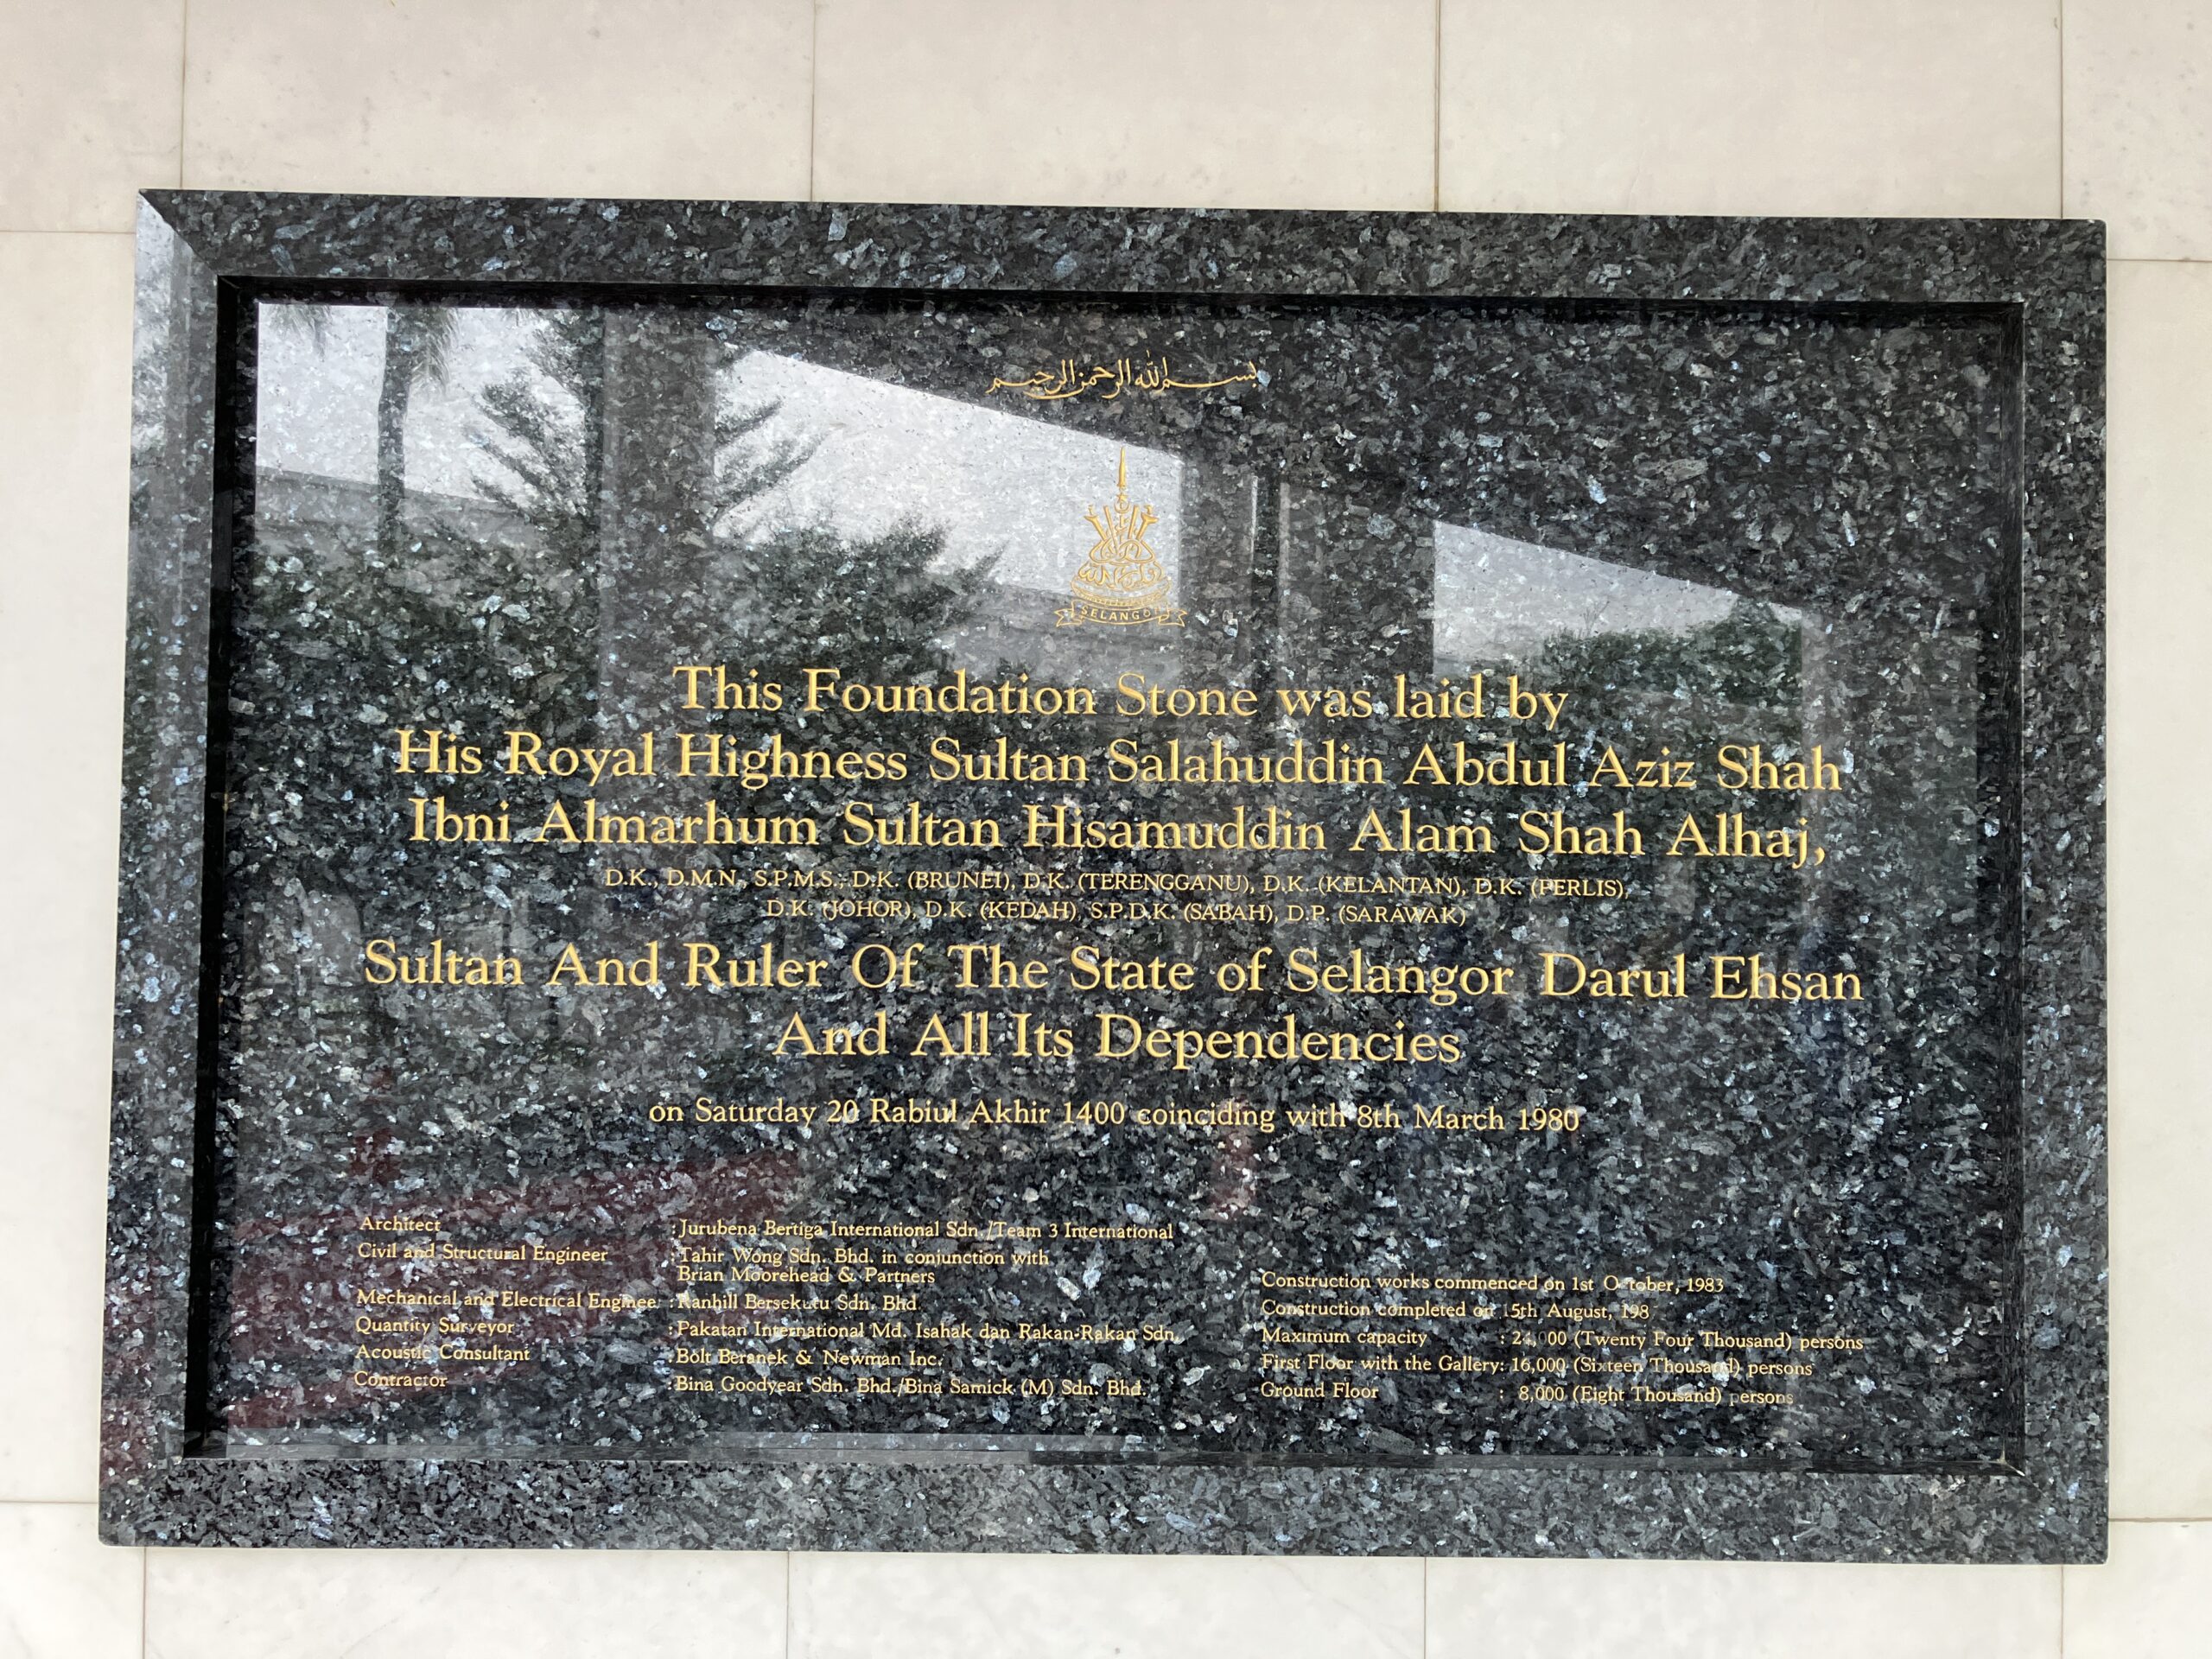 بسم الله الرحمن الرحيم
SELANGOR
This Foundation Stone was laid by
His Royal Highness Sultan Salahuddin Abdul Aziz Shah
Ibni Almarhum Sultan Hisamuddin Alam Shah Alhaj,
D.K., D.M.N., S.P.M.S., D.K. (BRUNEI), D.K. (TERENGGANU), D.K. (KELANTAN), D.K. (PERLIS),
D.K. (JOHOR), D.K. (KEDAH), S.P.D.K. (SABAH), D.P. (SARAWAK)
Sultan And Ruler Of The State of Selangor Darul Ehsan
And All Its Dependencies
on Saturday 20 Rabiul Akhir 1400 coinciding with 8th March 1980
Architect : Jurubena Bertiga International Sdn./Team 3 International
Civil and Structural Engineer : Tahir Wong Sdn. Bhd. in conjunction with
Brian Moorehead & Partners
Mechanical and Electrical Enginee : Ranhill Bersekutu Sdn. Bhd.
Quantity Surveyor : Pakatan International Md. Isahak dan Rakan-Rakan Sdn.
Acoustic Consultant : Bolt Beranek & Newman Inc.
Contractor : Bina Goodyear Sdn. Bhd./Bina Samick (M) Sdn. Bhd.
Construction works commenced on 1st October, 1983
Construction completed on 15th August, 198
Maximum capacity : 24,000 (Twenty Four Thousand) persons
First Floor with the Gallery: 16,000 (Sixteen Thousand) persons
Ground Floor : 8,000 (Eight Thousand) persons